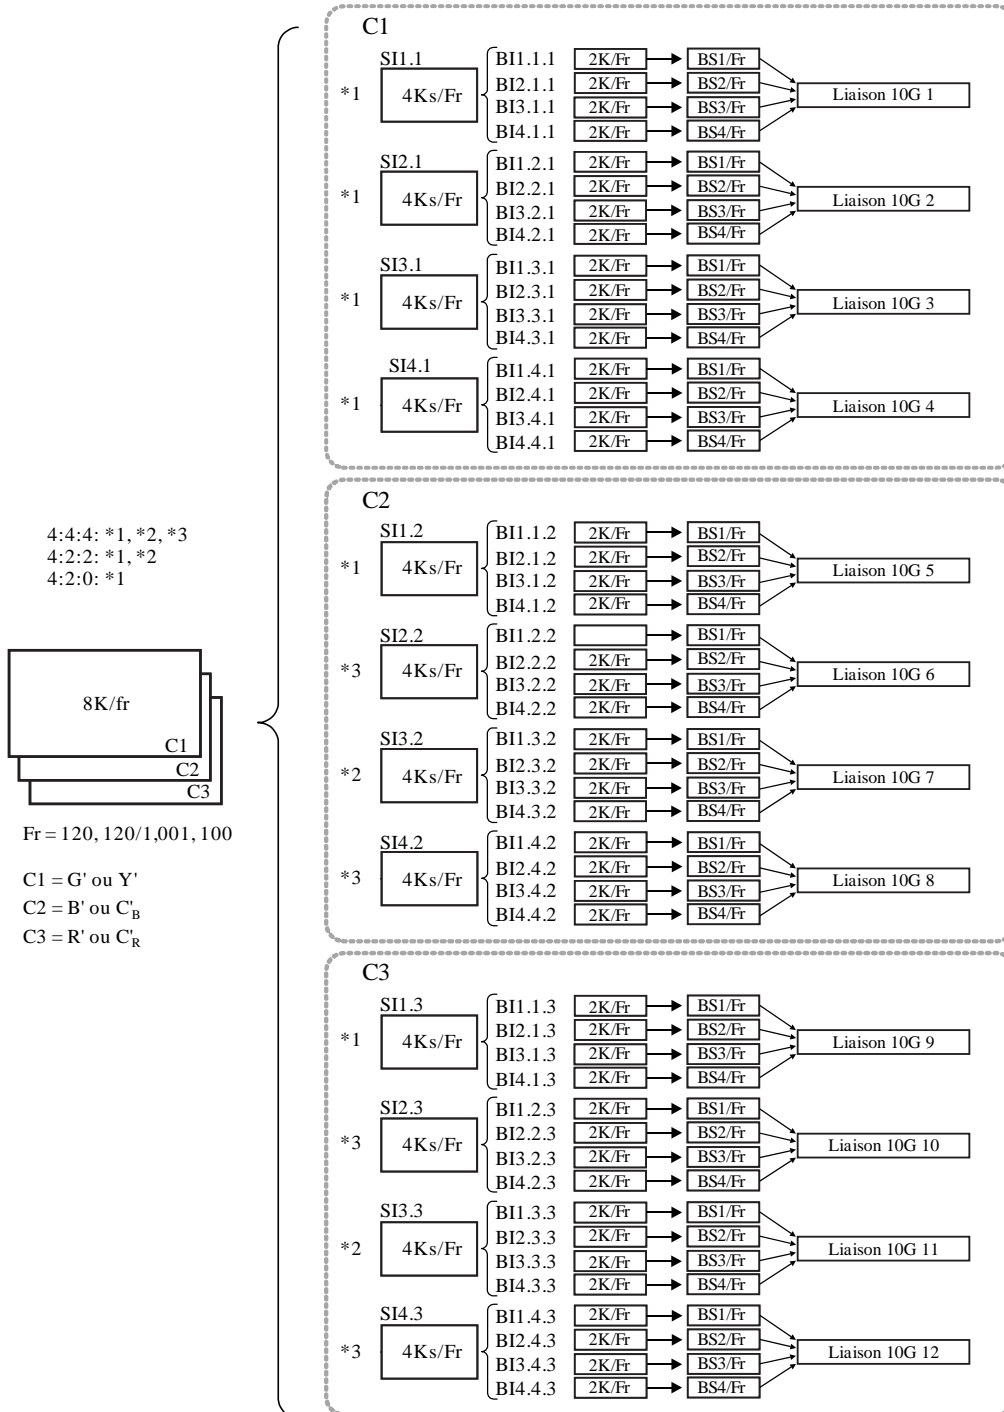 4:4:4: *1, *2, *3
4:2:2: *1, *2
4:2:0: *1
8K/fr
C1
C2
C3
Fr = 120, 120/1,001, 100
C1 = G' ou Y'
C2 = B' ou C'B
C3 = R' ou C'R
C1
SI1.1
*1
4Ks/Fr
BI1.1.1 2K/Fr BS1/Fr
BI2.1.1 2K/Fr BS2/Fr
BI3.1.1 2K/Fr BS3/Fr
BI4.1.1 2K/Fr BS4/Fr
Liaison 10G 1
SI2.1
*1
4Ks/Fr
BI1.2.1 2K/Fr BS1/Fr
BI2.2.1 2K/Fr BS2/Fr
BI3.2.1 2K/Fr BS3/Fr
BI4.2.1 2K/Fr BS4/Fr
Liaison 10G 2
SI3.1
*1
4Ks/Fr
BI1.3.1 2K/Fr BS1/Fr
BI2.3.1 2K/Fr BS2/Fr
BI3.3.1 2K/Fr BS3/Fr
BI4.3.1 2K/Fr BS4/Fr
Liaison 10G 3
SI4.1
*1
4Ks/Fr
BI1.4.1 2K/Fr BS1/Fr
BI2.4.1 2K/Fr BS2/Fr
BI3.4.1 2K/Fr BS3/Fr
BI4.4.1 2K/Fr BS4/Fr
Liaison 10G 4
C2
SI1.2
*1
4Ks/Fr
BI1.1.2 2K/Fr BS1/Fr
BI2.1.2 2K/Fr BS2/Fr
BI3.1.2 2K/Fr BS3/Fr
BI4.1.2 2K/Fr BS4/Fr
Liaison 10G 5
SI2.2
*3
4Ks/Fr
BI1.2.2 BS1/Fr
BI2.2.2 2K/Fr BS2/Fr
BI3.2.2 2K/Fr BS3/Fr
BI4.2.2 2K/Fr BS4/Fr
Liaison 10G 6
SI3.2
*2
4Ks/Fr
BI1.3.2 2K/Fr BS1/Fr
BI2.3.2 2K/Fr BS2/Fr
BI3.3.2 2K/Fr BS3/Fr
BI4.3.2 2K/Fr BS4/Fr
Liaison 10G 7
SI4.2
*3
4Ks/Fr
BI1.4.2 2K/Fr BS1/Fr
BI2.4.2 2K/Fr BS2/Fr
BI3.4.2 2K/Fr BS3/Fr
BI4.4.2 2K/Fr BS4/Fr
Liaison 10G 8
C3
SI1.3
*1
4Ks/Fr
BI1.1.3 2K/Fr BS1/Fr
BI2.1.3 2K/Fr BS2/Fr
BI3.1.3 2K/Fr BS3/Fr
BI4.1.3 2K/Fr BS4/Fr
Liaison 10G 9
SI2.3
*3
4Ks/Fr
BI1.2.3 2K/Fr BS1/Fr
BI2.2.3 2K/Fr BS2/Fr
BI3.2.3 2K/Fr BS3/Fr
BI4.2.3 2K/Fr BS4/Fr
Liaison 10G 10
SI3.3
*2
4Ks/Fr
BI1.3.3 2K/Fr BS1/Fr
BI2.3.3 2K/Fr BS2/Fr
BI3.3.3 2K/Fr BS3/Fr
BI4.3.3 2K/Fr BS4/Fr
Liaison 10G 11
SI4.3
*3
4Ks/Fr
BI1.4.3 2K/Fr BS1/Fr
BI2.4.3 2K/Fr BS2/Fr
BI3.4.3 2K/Fr BS3/Fr
BI4.4.3 2K/Fr BS4/Fr
Liaison 10G 12